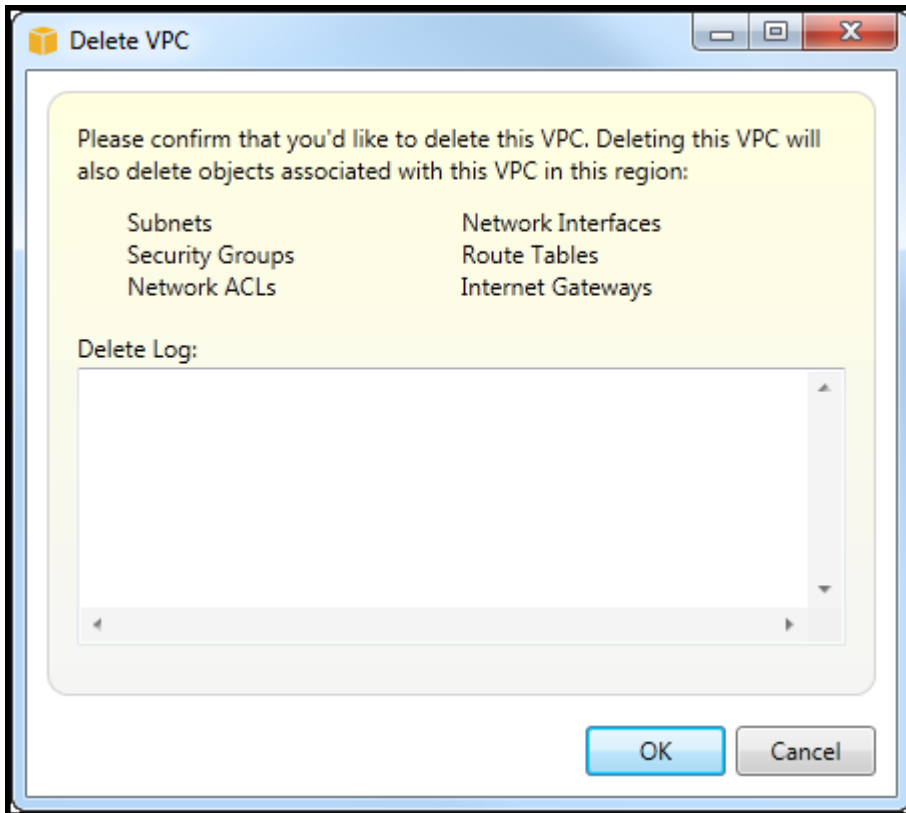 Delete VPC
Please confirm that you'd like to delete this VPC. Deleting this VPC will
also delete objects associated with this VPC in this region:
Subnets Network Interfaces
Security Groups Route Tables
Network ACLs Internet Gateways
Delete Log:
OK Cancel